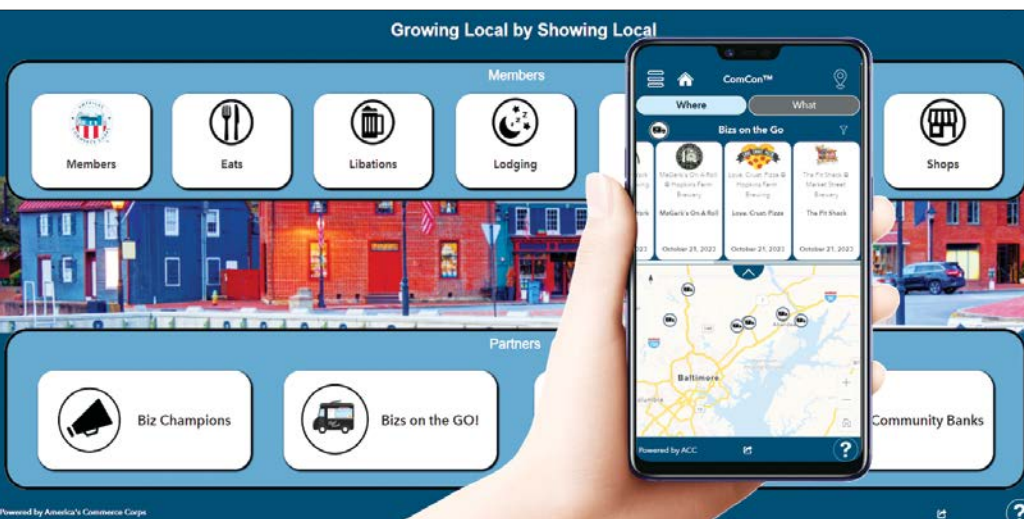 Growing Local by Showing Local
Members
Members
Eats
Libations
Lodging
Shops
ComCon™
Where
What
Bizs on the Go
McGerk's On A Roll
@ Hopkins Farm
Brewery
McGerk's On A Roll
October 21, 2023
Love. Crust. Pizza @
Hopkins Farm
Brewing
Love. Crust. Pizza
October 21, 2023
The Pit Shack @
Market Street
Brewery
The Pit Shack
October 21, 2023
Baltimore
Powered by ACC
?
Partners
Biz Champions
Bizs on the GO!
Community Banks
Powered by America's Commerce Corps
?